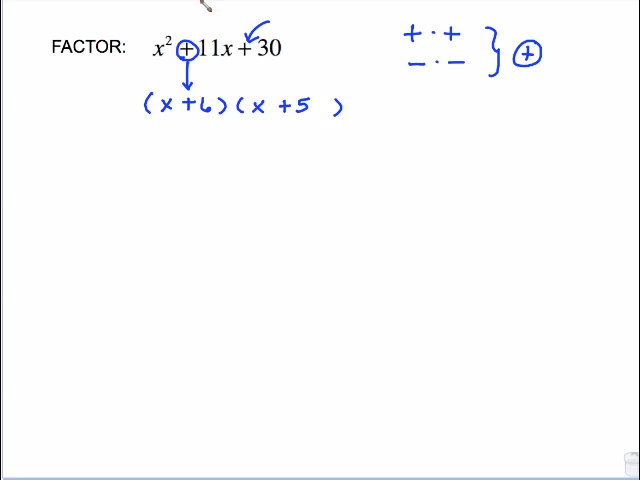 FACTOR: x² + 11x + 30
(x + 6)(x + 5 )
+ · +
− · − } +